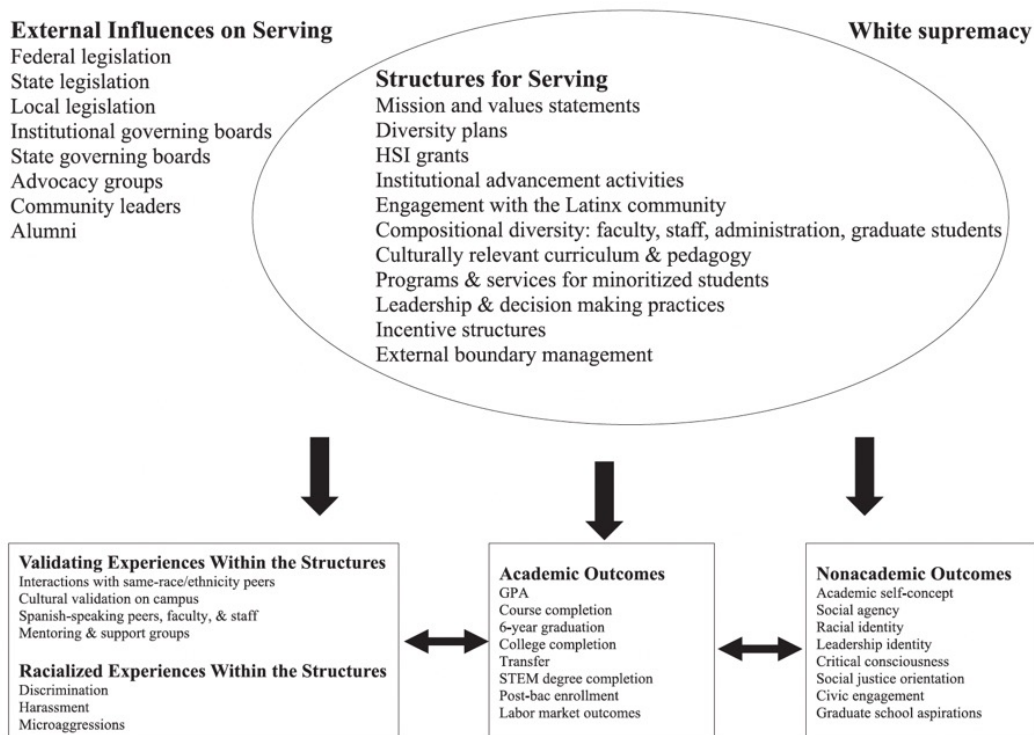 External Influences on Serving
Federal legislation
State legislation
Local legislation
Institutional governing boards
State governing boards
Advocacy groups
Community leaders
Alumni
White supremacy
Structures for Serving
Mission and values statements
Diversity plans
HSI grants
Institutional advancement activities
Engagement with the Latinx community
Compositional diversity: faculty, staff, administration, graduate students
Culturally relevant curriculum & pedagogy
Programs & services for minoritized students
Leadership & decision making practices
Incentive structures
External boundary management
Validating Experiences Within the Structures
Interactions with same-race/ethnicity peers
Cultural validation on campus
Spanish-speaking peers, faculty, & staff
Mentoring & support groups
Racialized Experiences Within the Structures
Discrimination
Harassment
Microaggressions
Academic Outcomes
GPA
Course completion
6-year graduation
College completion
Transfer
STEM degree completion
Post-bac enrollment
Labor market outcomes
Nonacademic Outcomes
Academic self-concept
Social agency
Racial identity
Leadership identity
Critical consciousness
Social justice orientation
Civic engagement
Graduate school aspirations